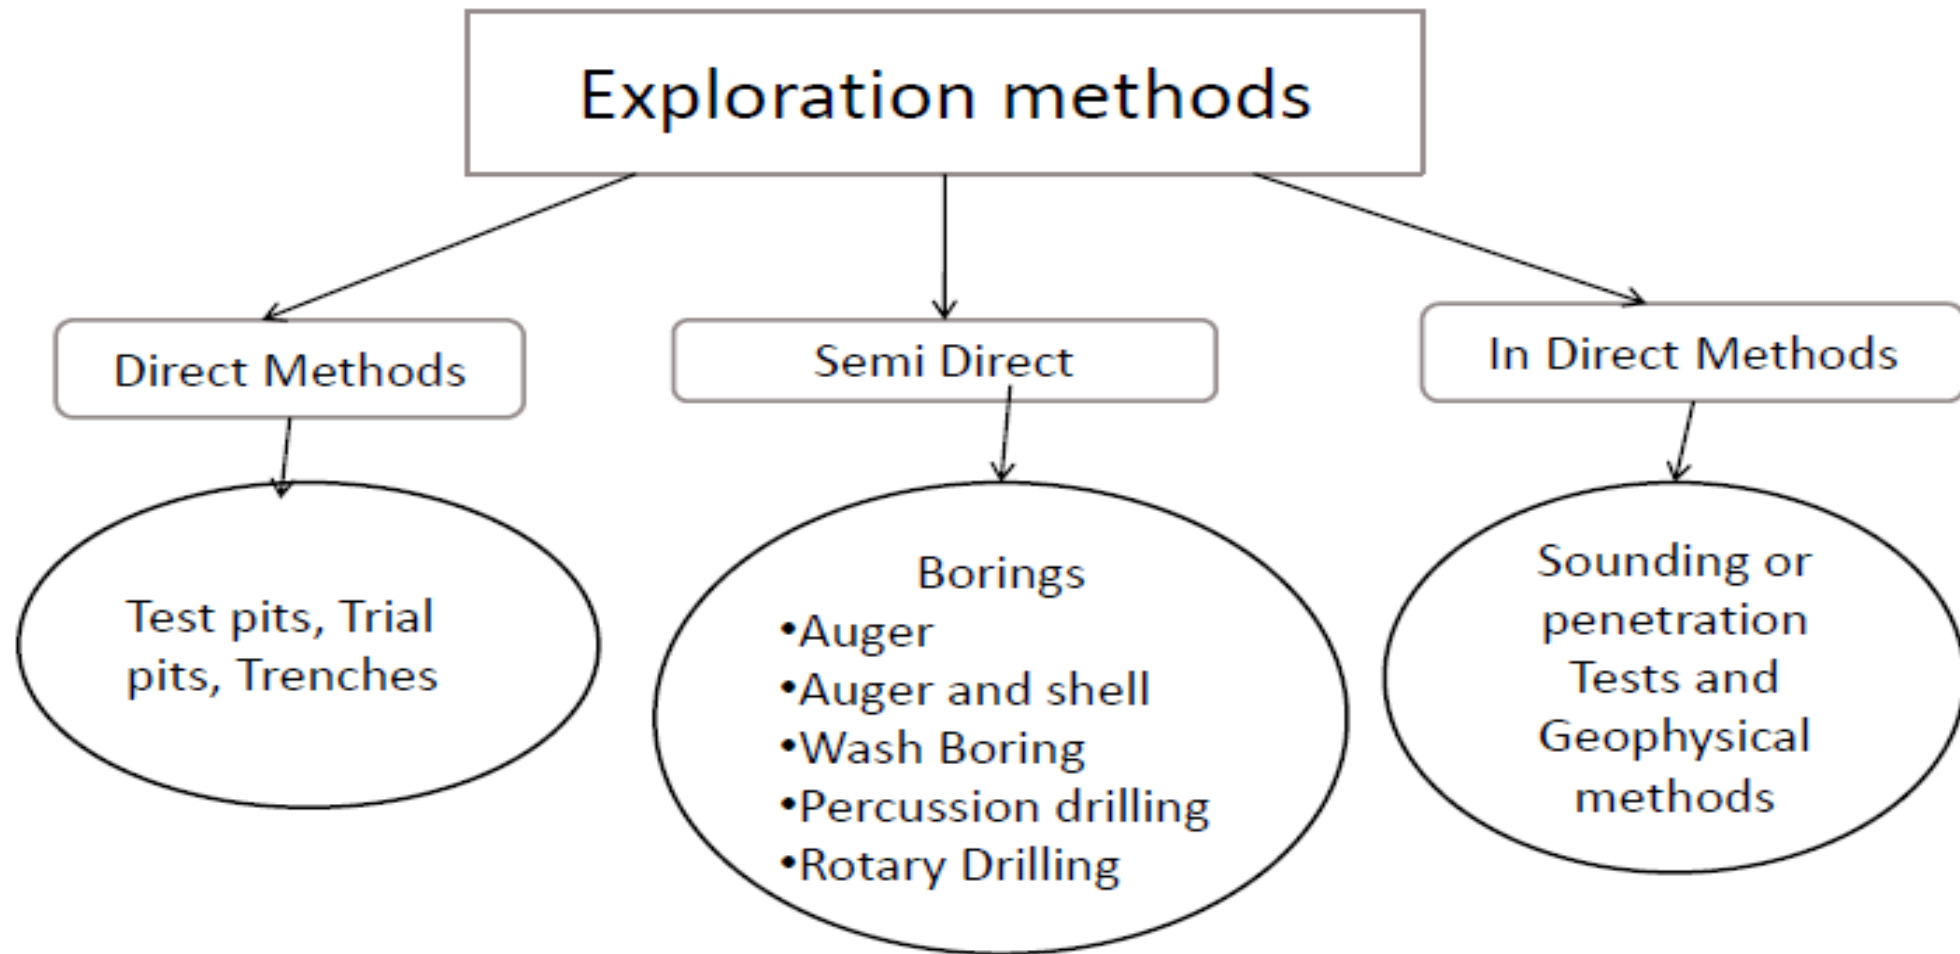 Exploration methods
Direct Methods
Semi Direct
In Direct Methods
Test pits, Trial
pits, Trenches
Borings
•Auger
•Auger and shell
•Wash Boring
•Percussion drilling
•Rotary Drilling
Sounding or
penetration
Tests and
Geophysical
methods